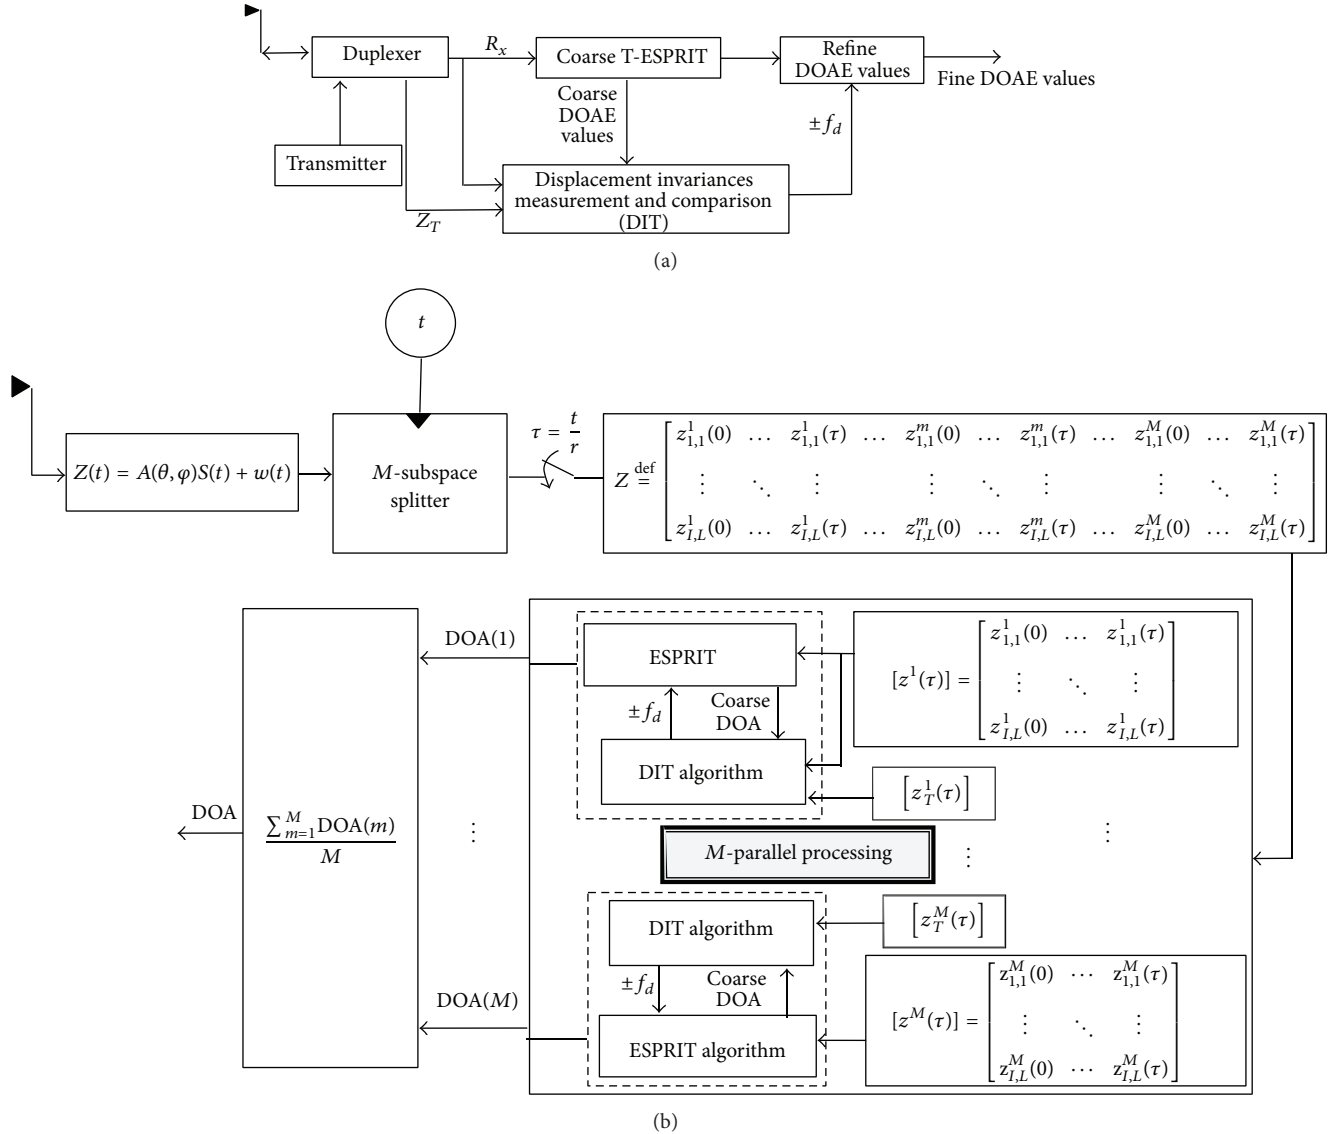 Duplexer
R_x
Coarse T-ESPRIT
Refine
DOAE values
Fine DOAE values
Coarse
DOAE
values
± f_d
Transmitter
Displacement invariances
measurement and comparison
(DIT)
Z_T
(a)
t
Z(t) = A(θ, φ)S(t) + w(t)
M-subspace
splitter
τ = t/r
Z def= [ z^1_{1,1}(0) … z^1_{1,1}(τ) … z^m_{1,1}(0) … z^m_{1,1}(τ) … z^M_{1,1}(0) … z^M_{1,1}(τ)
⋮ ⋱ ⋮ ⋮ ⋱ ⋮ ⋮ ⋱ ⋮
z^1_{I,L}(0) … z^1_{I,L}(τ) … z^m_{I,L}(0) … z^m_{I,L}(τ) … z^M_{I,L}(0) … z^M_{I,L}(τ) ]
DOA(1)
ESPRIT
± f_d
Coarse
DOA
DIT algorithm
[z^1(τ)] = [ z^1_{1,1}(0) … z^1_{1,1}(τ)
⋮ ⋱ ⋮
z^1_{I,L}(0) … z^1_{I,L}(τ) ]
[z^1_T(τ)]
DOA
∑^M_{m=1} DOA(m) / M
⋮
M-parallel processing
⋮
⋮
DIT algorithm
[z^M_T(τ)]
± f_d
Coarse
DOA
DOA(M)
ESPRIT algorithm
[z^M(τ)] = [ z^M_{1,1}(0) ⋯ z^M_{1,1}(τ)
⋮ ⋱ ⋮
z^M_{I,L}(0) ⋯ z^M_{I,L}(τ) ]
(b)